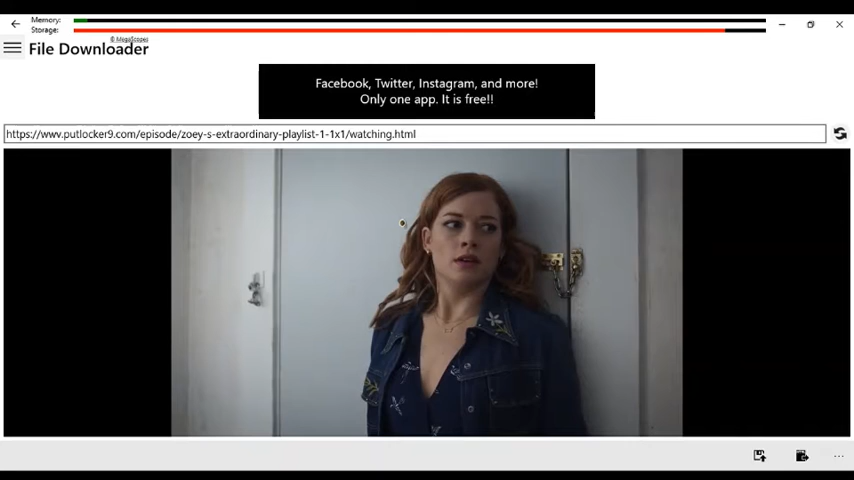 Memory:
Storage:
© MegaScopes
File Downloader
Facebook, Twitter, Instagram, and more!
Only one app. It is free!!
https://www.putlocker9.com/episode/zoey-s-extraordinary-playlist-1-1x1/watching.html